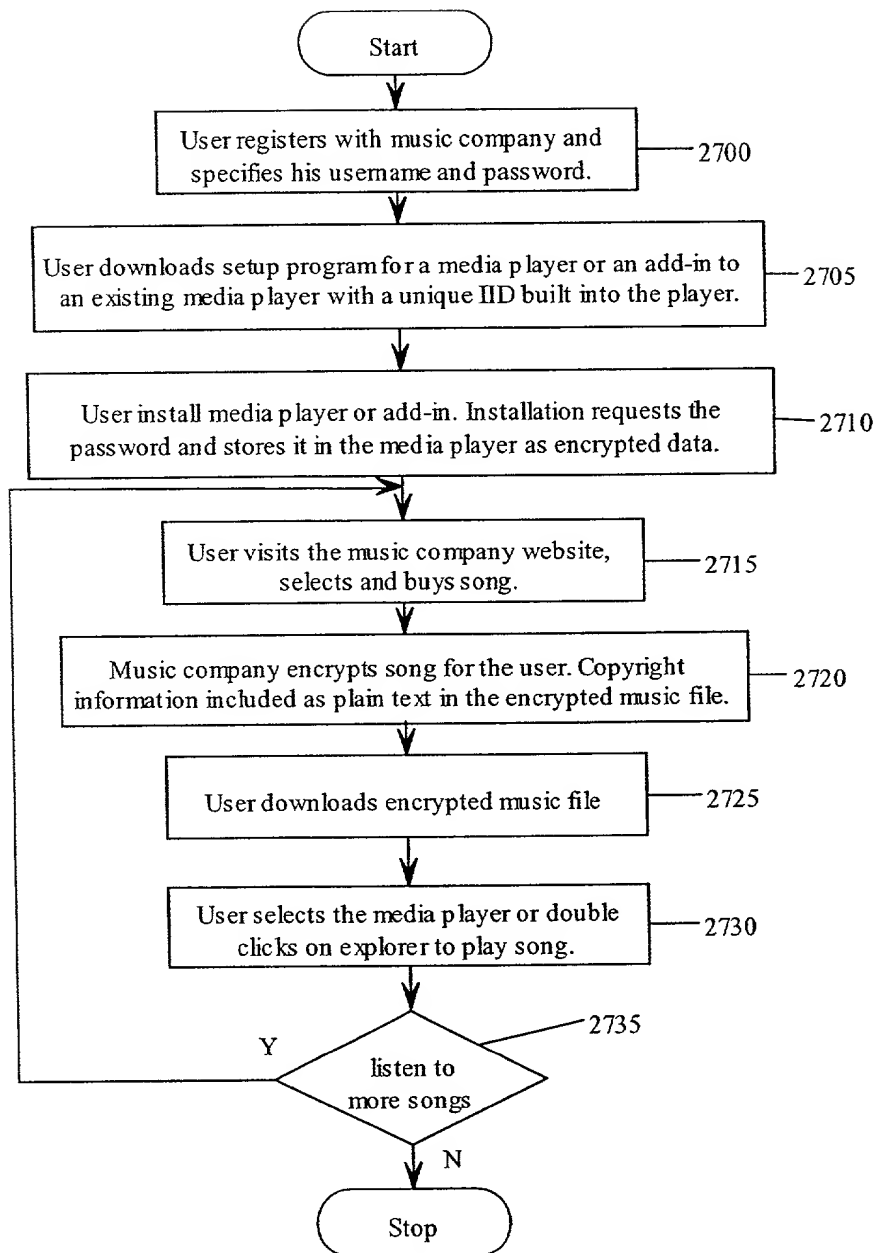 Start
User registers with music company and
specifies his username and password.
2700
User downloads setup program for a media player or an add-in to
an existing media player with a unique IID built into the player.
2705
User install media player or add-in. Installation requests the
password and stores it in the media player as encrypted data.
2710
User visits the music company website,
selects and buys song.
2715
Music company encrypts song for the user. Copyright
information included as plain text in the encrypted music file.
2720
User downloads encrypted music file
2725
User selects the media player or double
clicks on explorer to play song.
2730
2735
Y
listen to
more songs
N
Stop